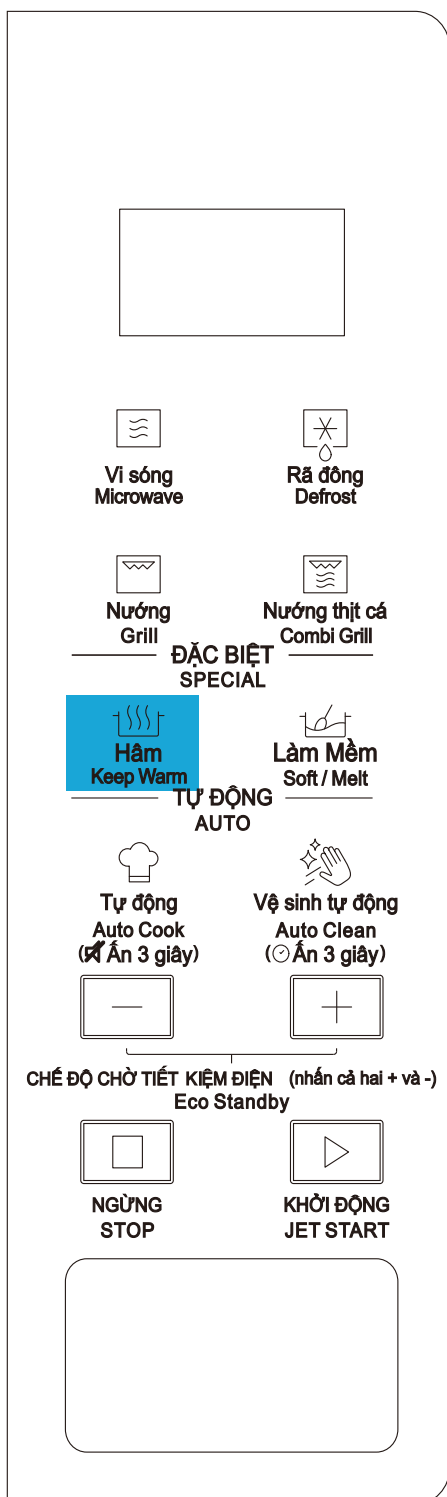 Vi sóng
Microwave
Rã đông
Defrost
Nướng
Grill
Nướng thịt cá
Combi Grill
ĐẶC BIỆT
SPECIAL
Hâm
Keep Warm
Làm Mềm
Soft / Melt
TỰ ĐỘNG
AUTO
Tự động
Auto Cook
(Ấn 3 giây)
Vệ sinh tự động
Auto Clean
(Ấn 3 giây)
CHẾ ĐỘ CHỜ TIẾT KIỆM ĐIỆN (nhấn cả hai + và -)
Eco Standby
NGỪNG
STOP
KHỞI ĐỘNG
JET START